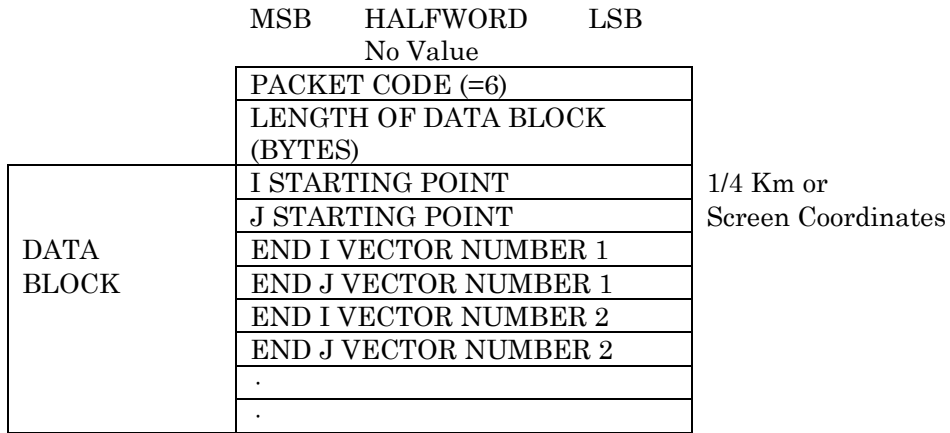 MSB HALFWORD LSB
No Value
PACKET CODE (=6)
LENGTH OF DATA BLOCK
(BYTES)
I STARTING POINT 1/4 Km or
J STARTING POINT Screen Coordinates
DATA END I VECTOR NUMBER 1
BLOCK END J VECTOR NUMBER 1
END I VECTOR NUMBER 2
END J VECTOR NUMBER 2
.
.